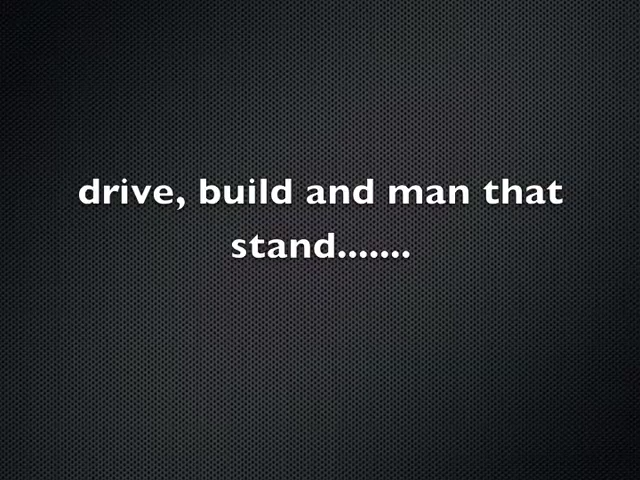 drive, build and man that
stand.......